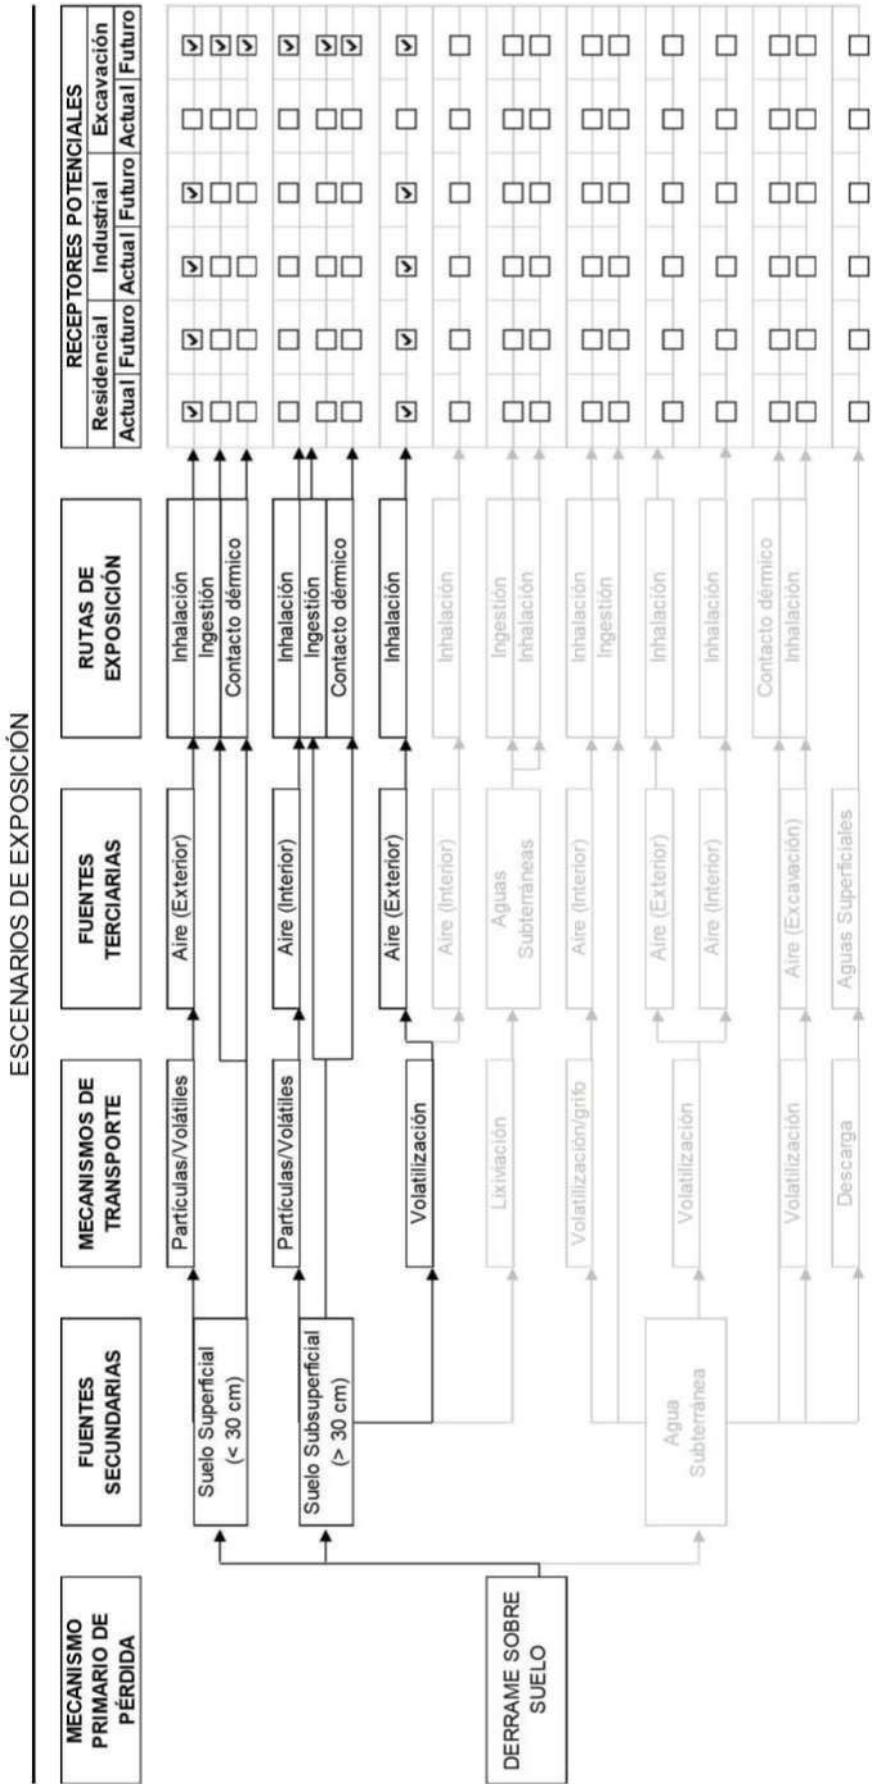 ESCENARIOS DE EXPOSICIÓN
MECANISMO
PRIMARIO DE
PÉRDIDA
FUENTES
SECUNDARIAS
MECANISMOS DE
TRANSPORTE
FUENTES
TERCIARIAS
RUTAS DE
EXPOSICIÓN
RECEPTORES POTENCIALES
Residencial
Industrial
Excavación
Actual
Futuro
Actual
Futuro
Actual
Futuro
DERRAME SOBRE
SUELO
Suelo Superficial
(< 30 cm)
Suelo Subsuperficial
(> 30 cm)
Agua
Subterránea
Partículas/Volátiles
Partículas/Volátiles
Volatilización
Lixiviación
Volatilización/grifo
Volatilización
Volatilización
Descarga
Aire (Exterior)
Aire (Interior)
Aire (Exterior)
Aire (Interior)
Aguas
Subterráneas
Aire (Interior)
Aire (Exterior)
Aire (Interior)
Aire (Excavación)
Aguas Superficiales
Inhalación
Ingestión
Contacto dérmico
Inhalación
Ingestión
Contacto dérmico
Inhalación
Inhalación
Ingestión
Inhalación
Inhalación
Ingestión
Inhalación
Inhalación
Contacto dérmico
Inhalación